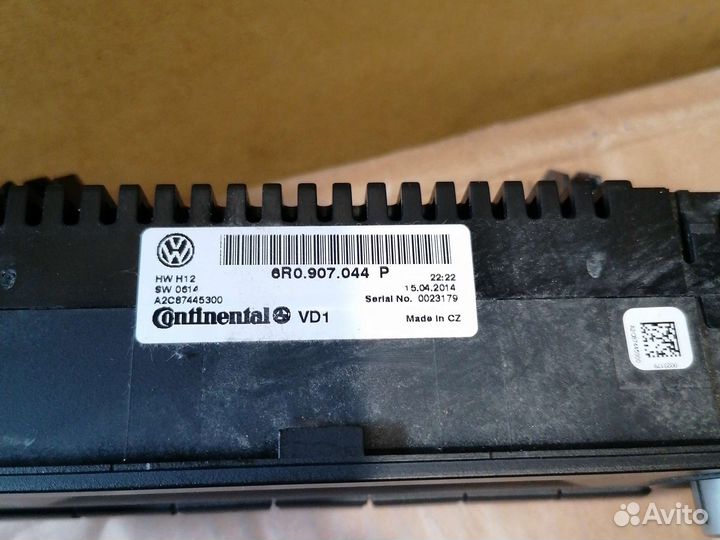 6R0.907.044 P
HW H12
22:22
SW 0614
15.04.2014
A2C87445300
Serial No. 0023179
Continental VD1
Made in CZ
0023179
Avito